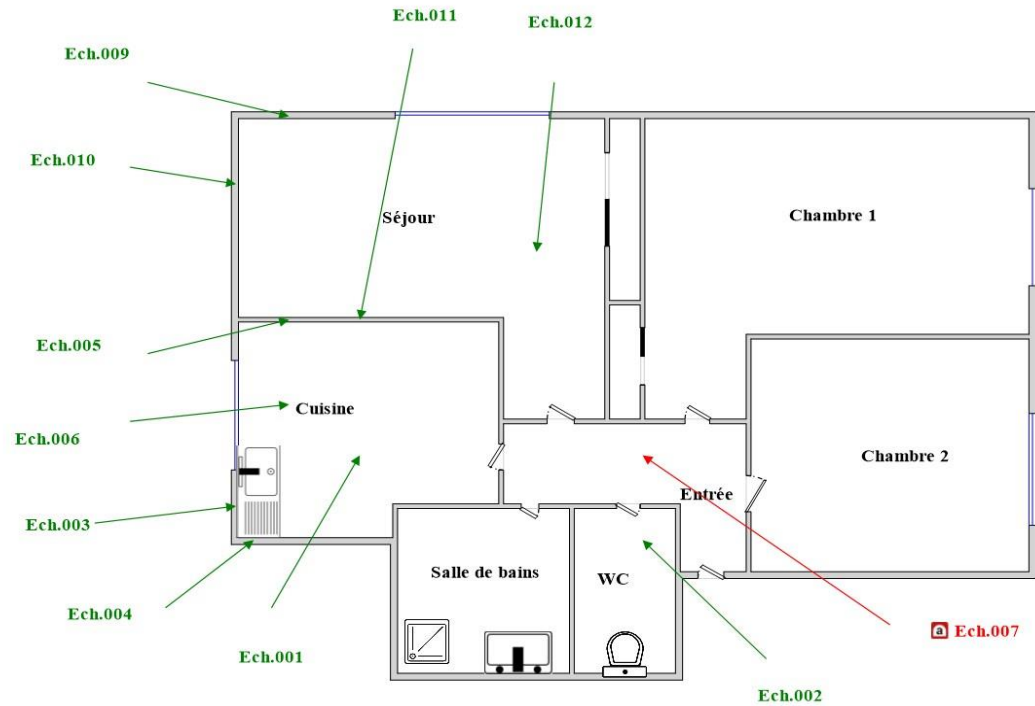 Ech.011
Ech.012
Ech.009
Ech.010
Séjour
Chambre 1
Ech.005
Cuisine
Ech.006
Chambre 2
Entrée
Ech.003
Salle de bains
WC
Ech.004
a Ech.007
Ech.001
Ech.002